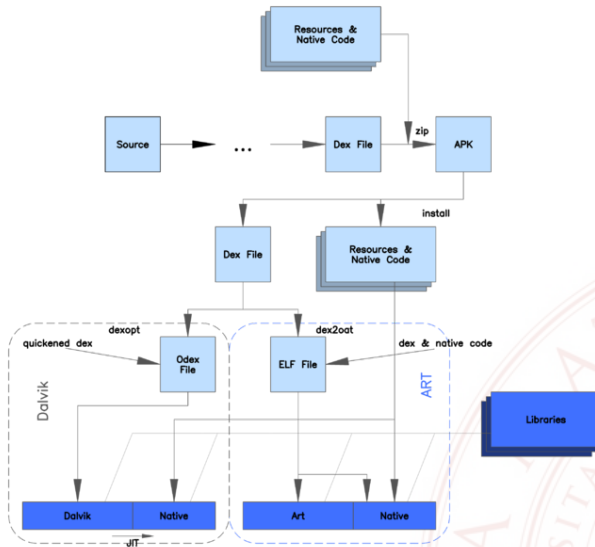 Resources &
Native Code
zip
Source
...
Dex File
APK
install
Dex File
Resources &
Native Code
dexopt
dex2oat
quickened dex
Odex
File
ELF File
dex & native code
Dalvik
ART
Libraries
Dalvik
Native
Art
Native
JIT